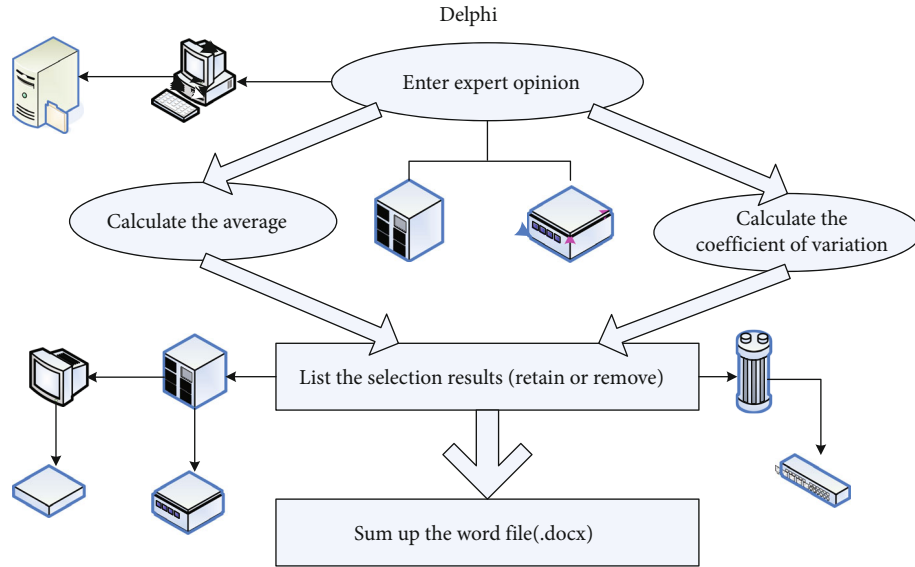 Delphi
Enter expert opinion
Calculate the average
Calculate the
coefficient of variation
List the selection results (retain or remove)
Sum up the word file(.docx)